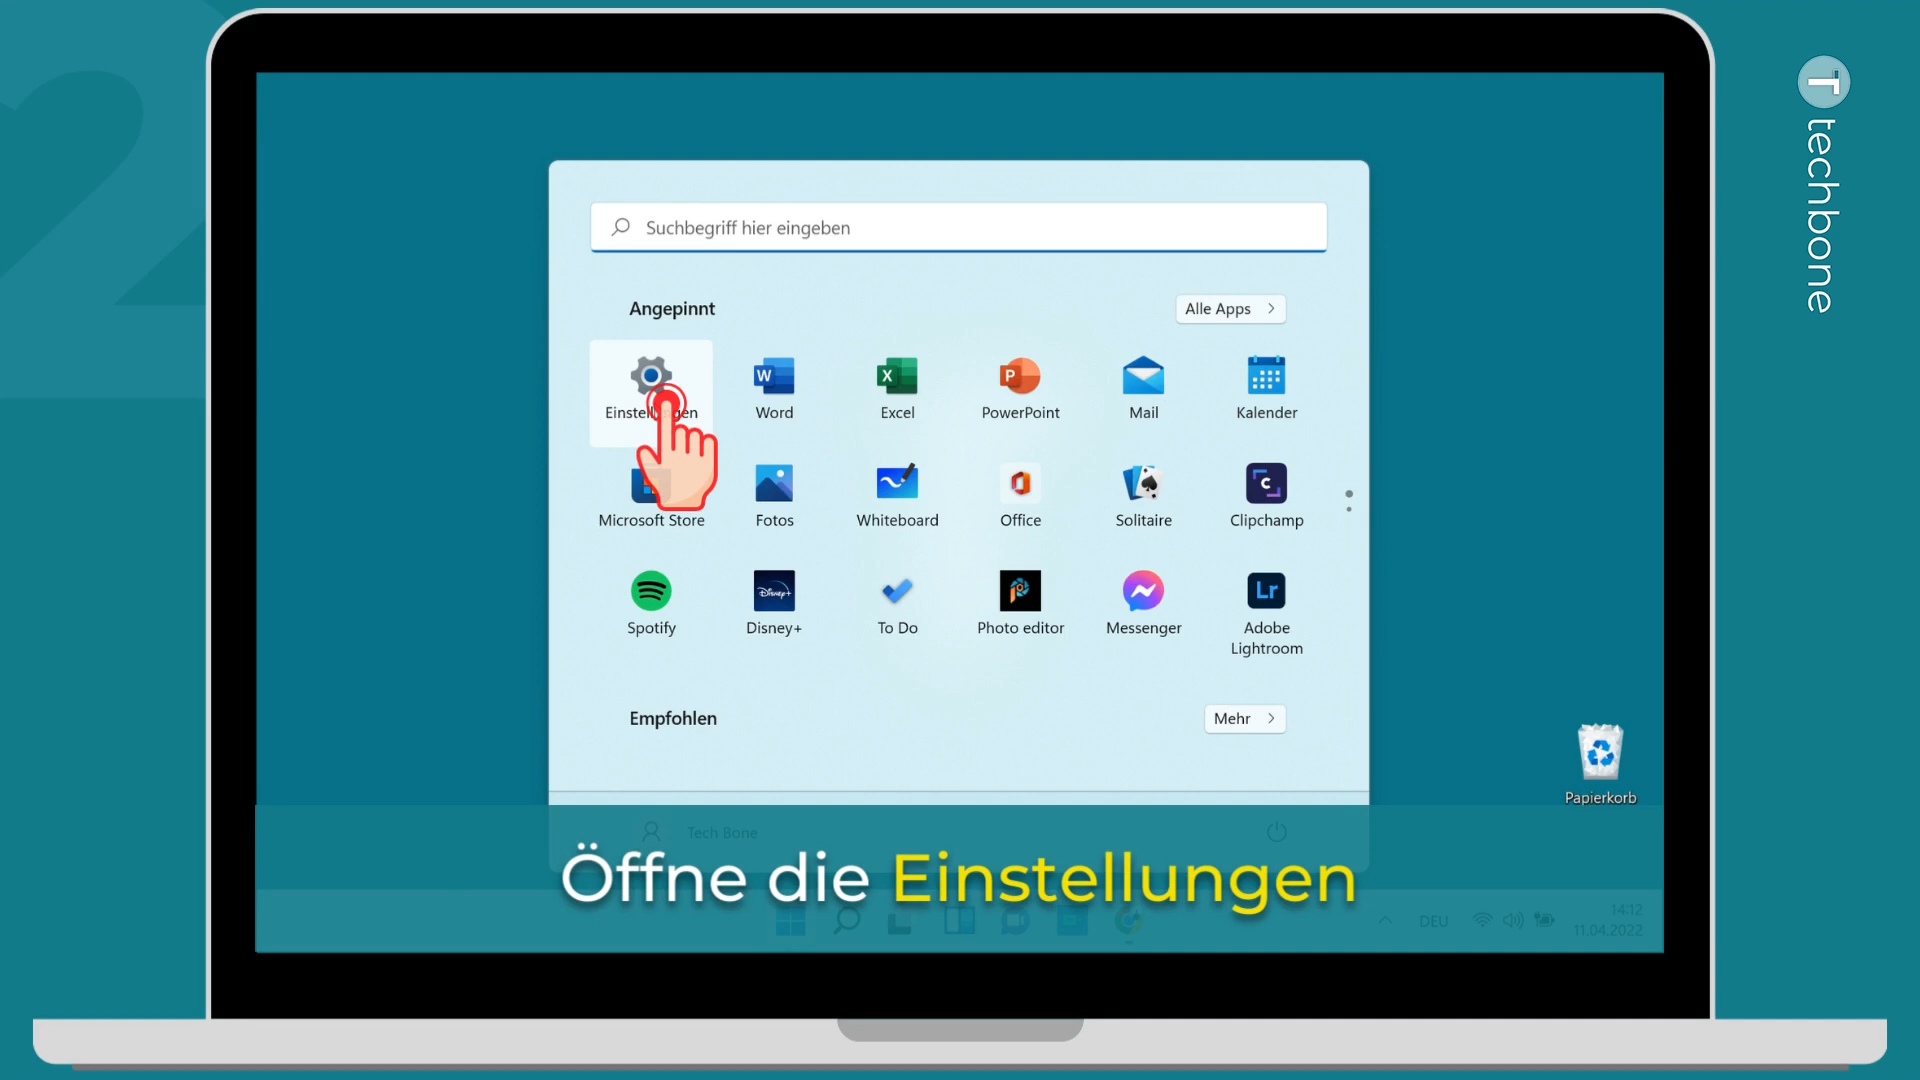 2
techbone
Suchbegriff hier eingeben
Angepinnt
Alle Apps
Einstellungen
Word
Excel
PowerPoint
Mail
Kalender
Microsoft Store
Fotos
Whiteboard
Office
Solitaire
Clipchamp
Spotify
Disney+
To Do
Photo editor
Messenger
Adobe
Lightroom
Empfohlen
Mehr
Papierkorb
Tech Bone
Öffne die Einstellungen
DEU
14:12
11.04.2022